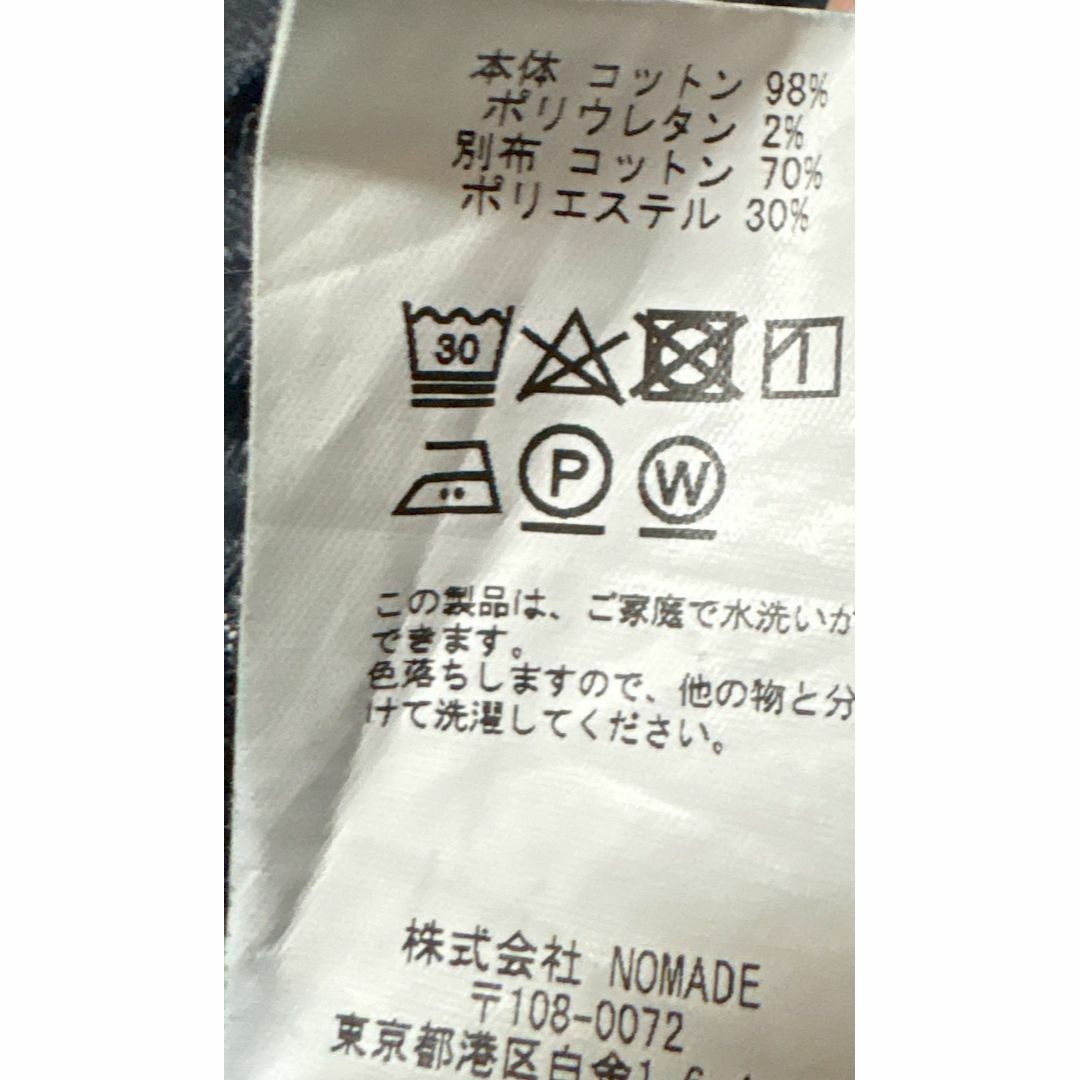 本体 コットン 98%
ポリウレタン 2%
別布 コットン 70%
ポリエステル 30%
30
P W
この製品は、ご家庭で水洗いが
できます。
色落ちしますので、他の物と分
けて洗濯してください。
株式会社 NOMADE
〒108-0072
東京都港区白金1